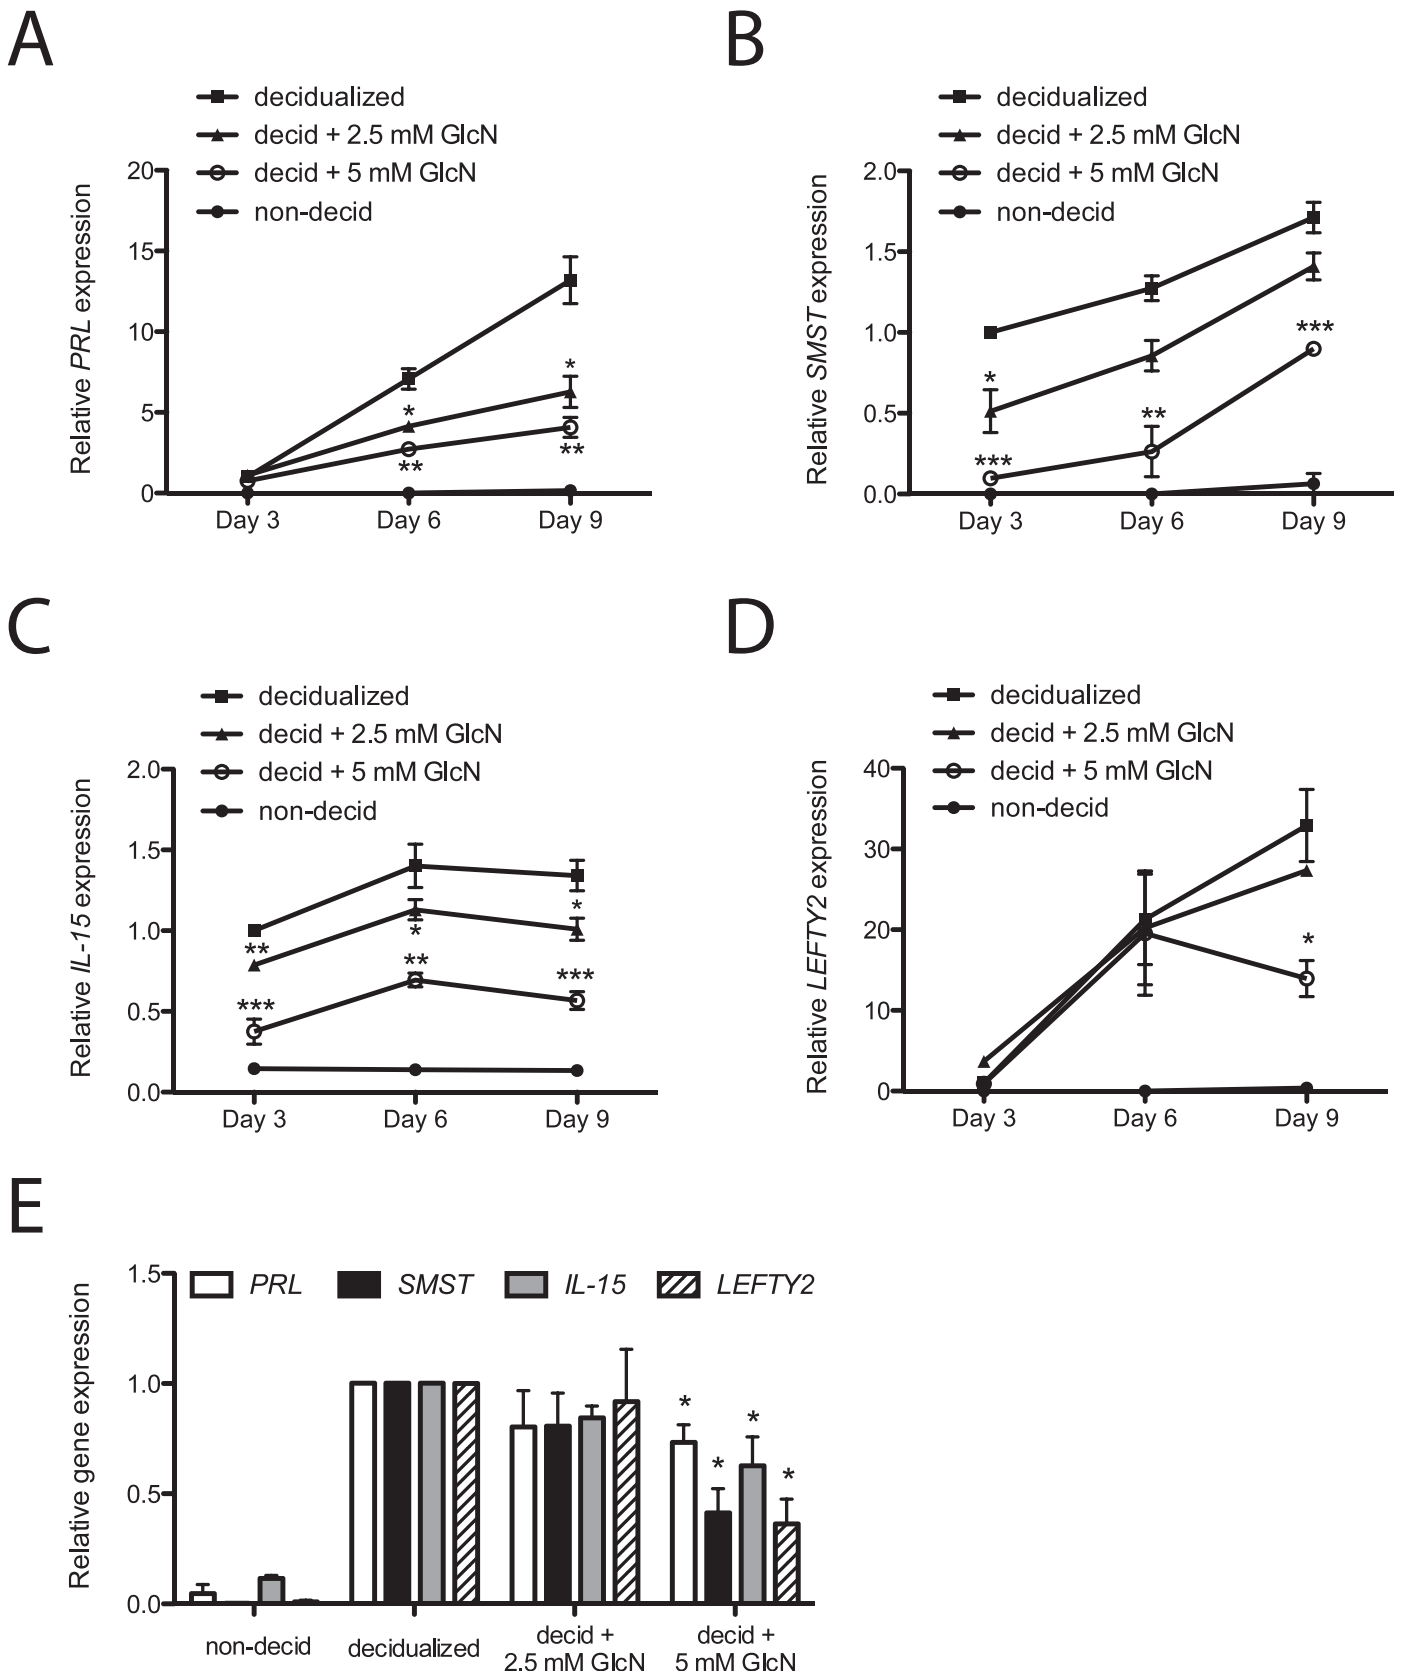 A
decidualized
decid + 2.5 mM GlcN
decid + 5 mM GlcN
non-decid
Relative PRL expression
20
15
10
5
0
*
**
*
**
Day 3 Day 6 Day 9
B
decidualized
decid + 2.5 mM GlcN
decid + 5 mM GlcN
non-decid
Relative SMST expression
2.0
1.5
1.0
0.5
0.0
*
***
**
***
Day 3 Day 6 Day 9
C
decidualized
decid + 2.5 mM GlcN
decid + 5 mM GlcN
non-decid
Relative IL-15 expression
2.0
1.5
1.0
0.5
0.0
**
***
*
**
*
***
Day 3 Day 6 Day 9
D
decidualized
decid + 2.5 mM GlcN
decid + 5 mM GlcN
non-decid
Relative LEFTY2 expression
40
30
20
10
0
*
Day 3 Day 6 Day 9
E
PRL SMST IL-15 LEFTY2
Relative gene expression
1.5
1.0
0.5
0.0
* * * *
non-decid
decidualized
decid +
2.5 mM GlcN
decid +
5 mM GlcN